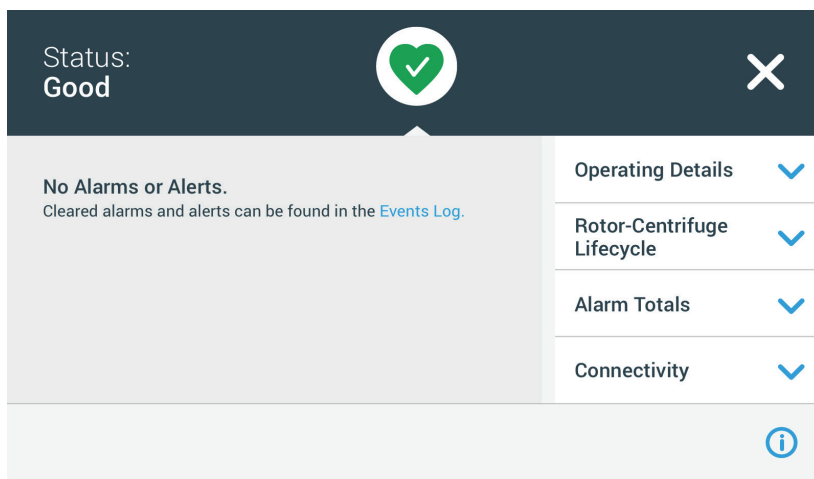 Status:
Good
No Alarms or Alerts.
Cleared alarms and alerts can be found in the Events Log.
Operating Details
Rotor-Centrifuge
Lifecycle
Alarm Totals
Connectivity